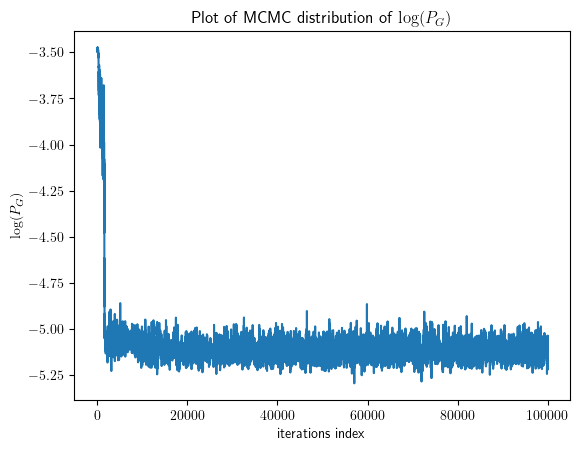 Plot of MCMC distribution of log(P_G)
log(P_G)
−3.50
−3.75
−4.00
−4.25
−4.50
−4.75
−5.00
−5.25
0 20000 40000 60000 80000 100000
iterations index